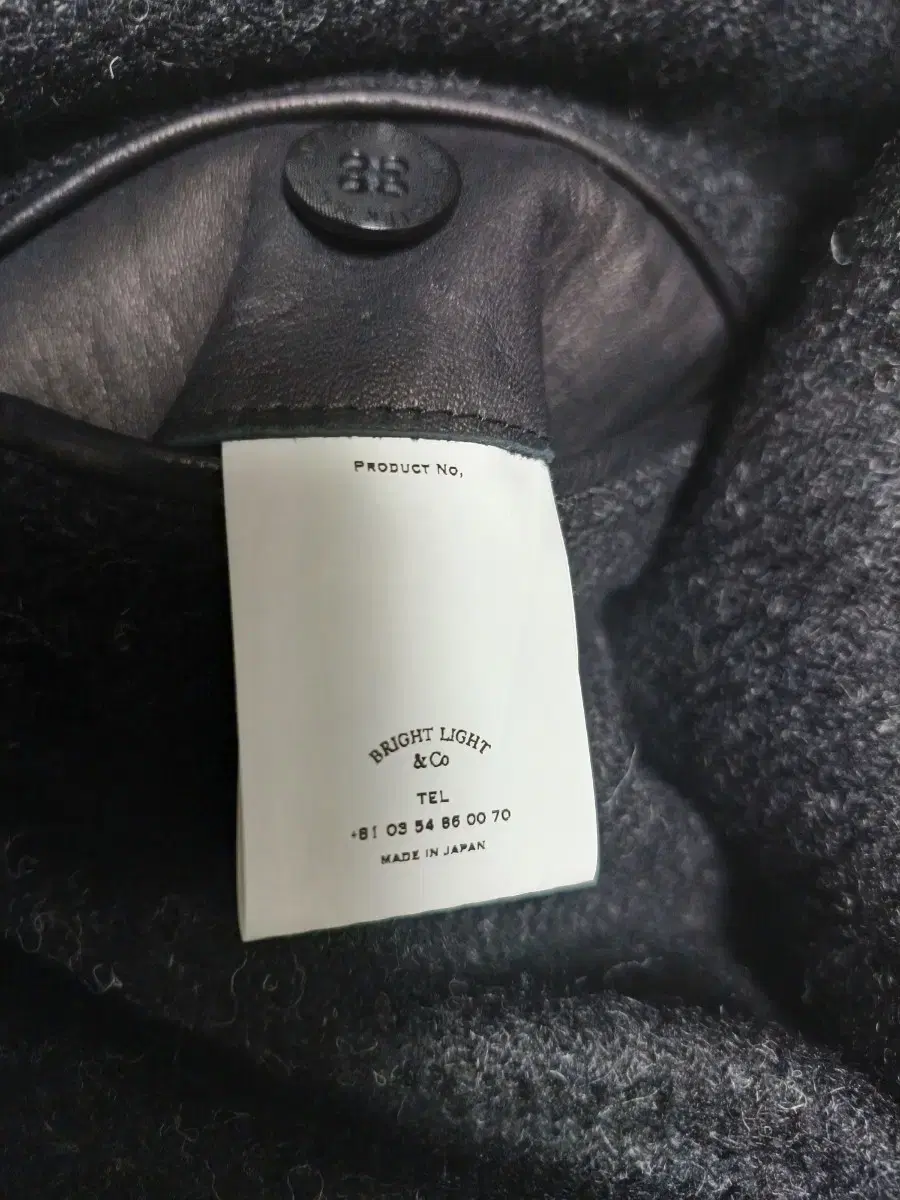 PRODUCT No,
BRIGHT LIGHT
& Co
TEL
+81 03 54 86 00 70
MADE IN JAPAN